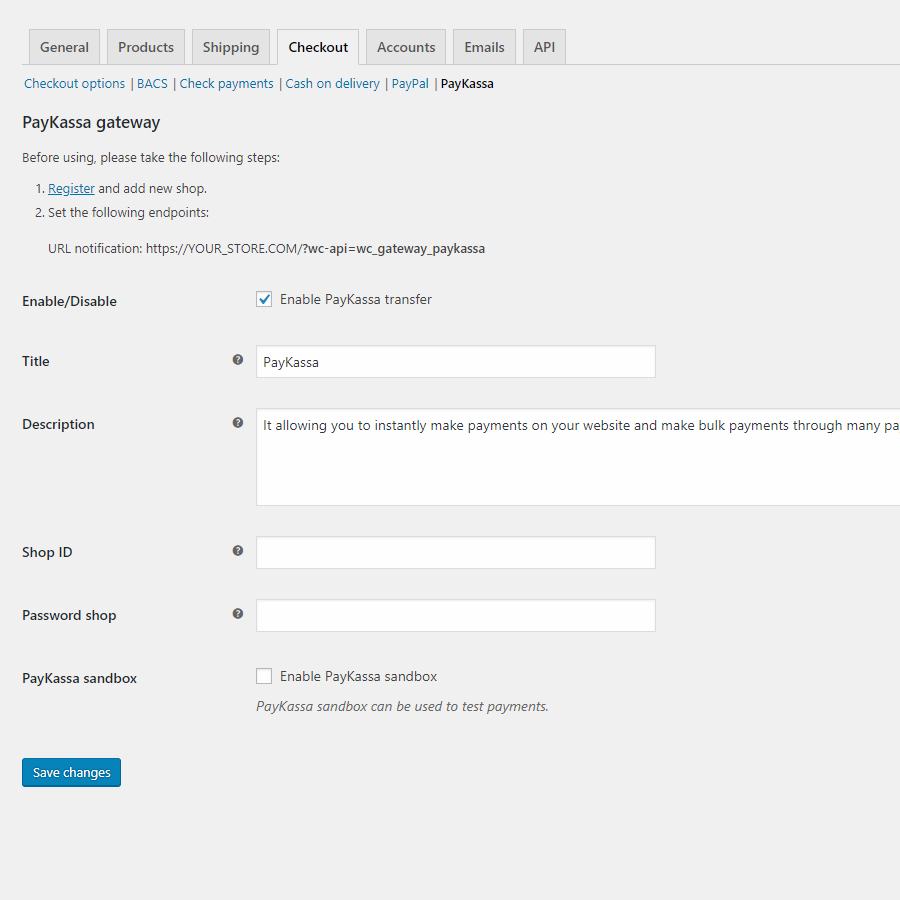 General Products Shipping Checkout Accounts Emails API
Checkout options | BACS | Check payments | Cash on delivery | PayPal | PayKassa
PayKassa gateway
Before using, please take the following steps:
1. Register and add new shop.
2. Set the following endpoints:
URL notification: https://YOUR_STORE.COM/?wc-api=wc_gateway_paykassa
Enable/Disable Enable PayKassa transfer
Title ? PayKassa
Description ? It allowing you to instantly make payments on your website and make bulk payments through many pa
Shop ID ?
Password shop ?
PayKassa sandbox Enable PayKassa sandbox
PayKassa sandbox can be used to test payments.
Save changes